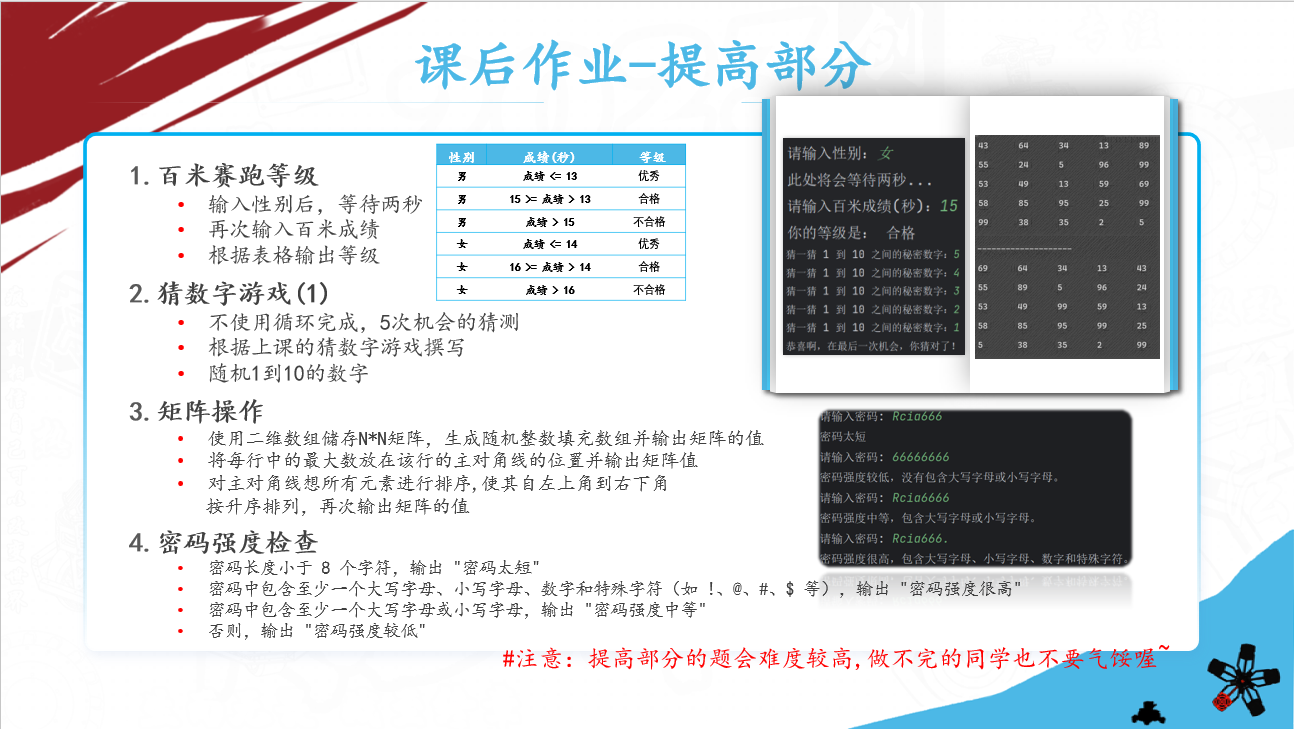 课后作业-提高部分
1.百米赛跑等级
• 输入性别后，等待两秒
• 再次输入百米成绩
• 根据表格输出等级
性别 成绩(秒) 等级
男 成绩 <= 13 优秀
男 15 >= 成绩 > 13 合格
男 成绩 > 15 不合格
女 成绩 <= 14 优秀
女 16 >= 成绩 > 14 合格
女 成绩 > 16 不合格
2.猜数字游戏(1)
• 不使用循环完成，5次机会的猜测
• 根据上课的猜数字游戏撰写
• 随机1到10的数字
3.矩阵操作
• 使用二维数组储存N*N矩阵，生成随机整数填充数组并输出矩阵的值
• 将每行中的最大数放在该行的主对角线的位置并输出矩阵值
• 对主对角线想所有元素进行排序,使其自左上角到右下角
按升序排列，再次输出矩阵的值
4.密码强度检查
• 密码长度小于 8 个字符，输出 "密码太短"
• 密码中包含至少一个大写字母、小写字母、数字和特殊字符（如 !、@、#、$ 等），输出 "密码强度很高"
• 密码中包含至少一个大写字母或小写字母，输出 "密码强度中等"
• 否则，输出 "密码强度较低"
请输入性别：女
此处将会等待两秒...
请输入百米成绩(秒)：15
你的等级是： 合格
猜一猜 1 到 10 之间的秘密数字：5
猜一猜 1 到 10 之间的秘密数字：4
猜一猜 1 到 10 之间的秘密数字：3
猜一猜 1 到 10 之间的秘密数字：2
猜一猜 1 到 10 之间的秘密数字：1
恭喜啊，在最后一次机会，你猜对了！
43 64 34 13 89
55 24 5 96 99
53 49 13 59 69
58 85 95 25 99
99 38 35 2 5
--------------------
69 64 34 13 43
55 89 5 96 24
53 49 99 59 13
58 85 95 99 25
5 38 35 2 99
请输入密码：Rcia666
密码太短
请输入密码：66666666
密码强度较低，没有包含大写字母或小写字母。
请输入密码：Rcia6666
密码强度中等，包含大写字母或小写字母。
请输入密码：Rcia666.
密码强度很高，包含大写字母、小写字母、数字和特殊字符。
#注意：提高部分的题会难度较高,做不完的同学也不要气馁喔~